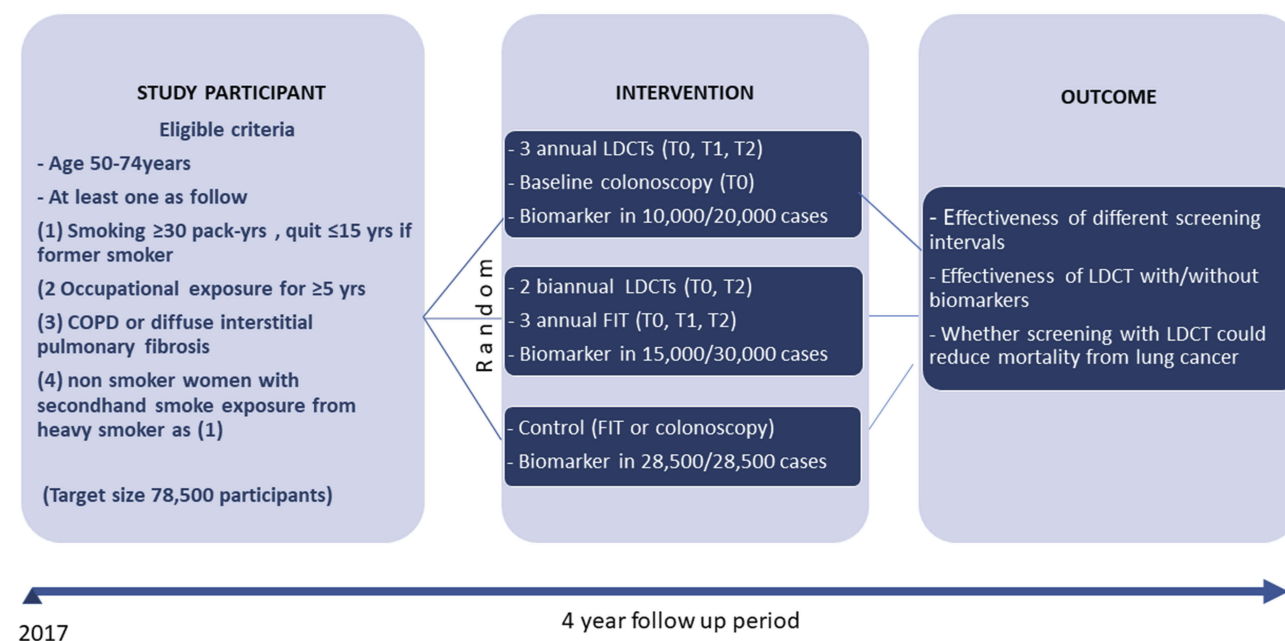 STUDY PARTICIPANT
Eligible criteria
- Age 50-74years
- At least one as follow
(1) Smoking ≥30 pack-yrs , quit ≤15 yrs if
former smoker
(2 Occupational exposure for ≥5 yrs
(3) COPD or diffuse interstitial
pulmonary fibrosis
(4) non smoker women with
secondhand smoke exposure from
heavy smoker as (1)
(Target size 78,500 participants)
Random
INTERVENTION
- 3 annual LDCTs (T0, T1, T2)
- Baseline colonoscopy (T0)
- Biomarker in 10,000/20,000 cases
- 2 biannual LDCTs (T0, T2)
- 3 annual FIT (T0, T1, T2)
- Biomarker in 15,000/30,000 cases
- Control (FIT or colonoscopy)
- Biomarker in 28,500/28,500 cases
OUTCOME
- Effectiveness of different screening
intervals
- Effectiveness of LDCT with/without
biomarkers
- Whether screening with LDCT could
reduce mortality from lung cancer
2017
4 year follow up period